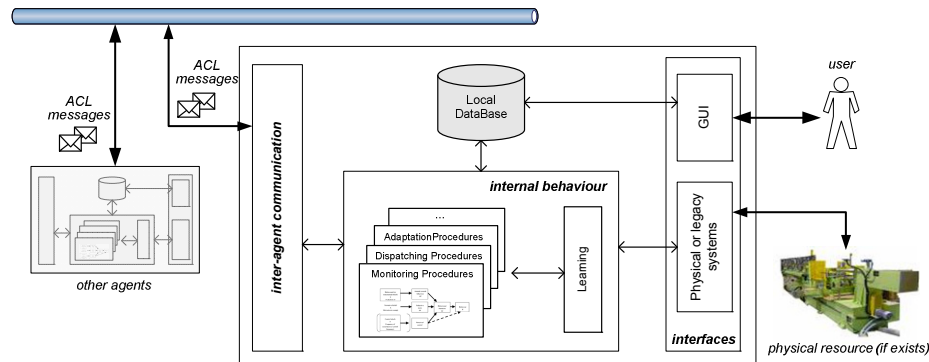 ACL
messages
ACL
messages
other agents
inter-agent communication
Local
DataBase
internal behaviour
...
AdaptationProcedures
Dispatching Procedures
Monitoring Procedures
Learning
GUI
Physical or legacy
systems
interfaces
user
physical resource (if exists)